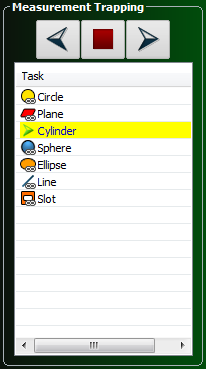 Measurement Trapping
Task
Circle
Plane
Cylinder
Sphere
Ellipse
Line
Slot